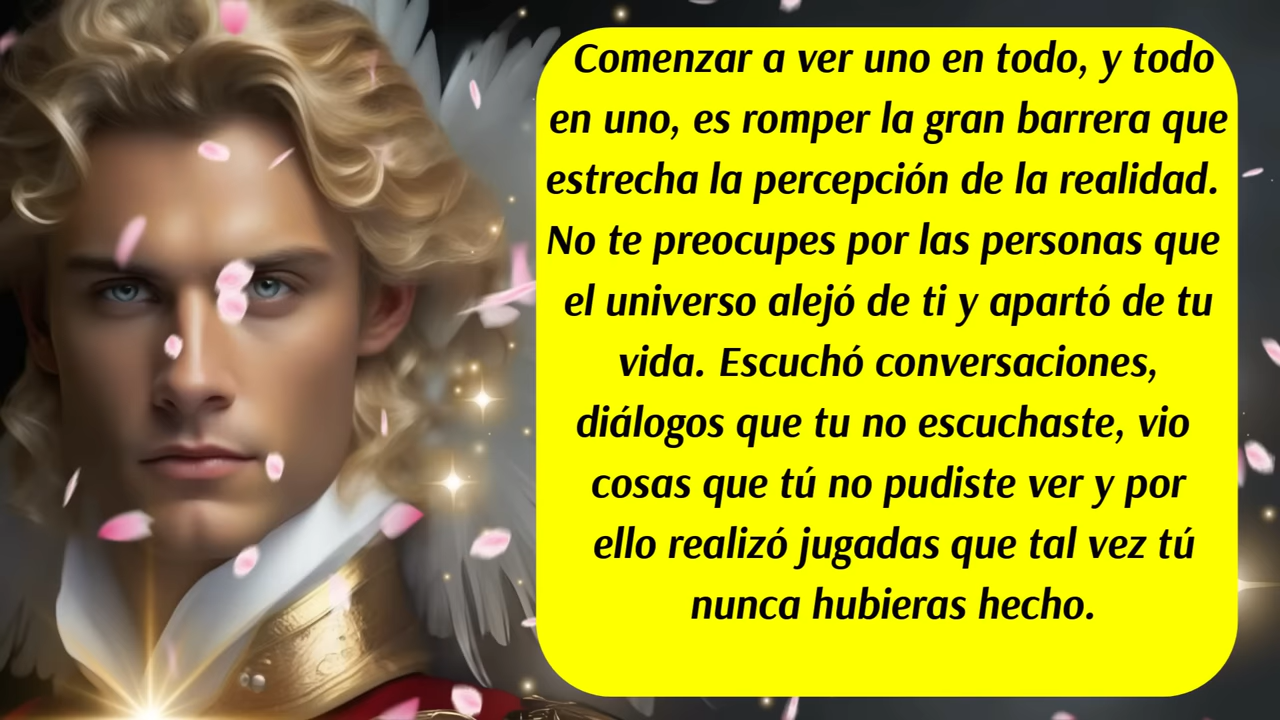 Comenzar a ver uno en todo, y todo
en uno, es romper la gran barrera que
estrecha la percepción de la realidad.
No te preocupes por las personas que
el universo alejó de ti y apartó de tu
vida. Escuchó conversaciones,
diálogos que tu no escuchaste, vio
cosas que tú no pudiste ver y por
ello realizó jugadas que tal vez tú
nunca hubieras hecho.